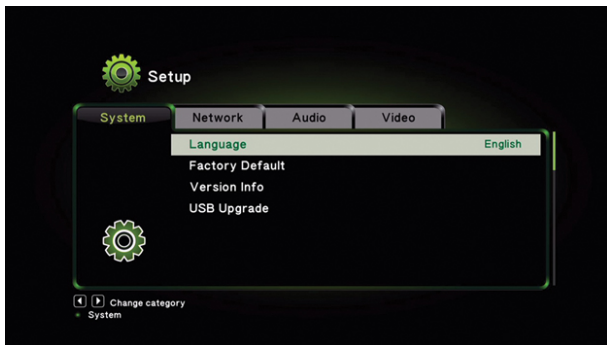 Setup
System Network Audio Video
Language English
Factory Default
Version Info
USB Upgrade
Change category
System